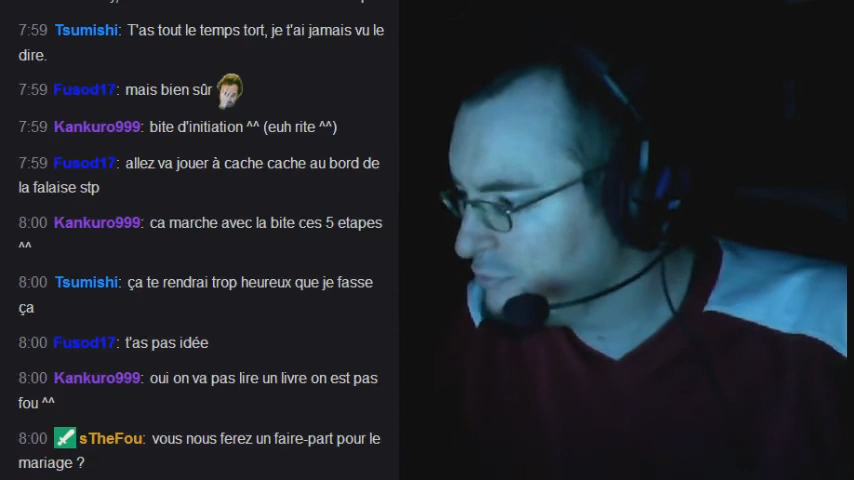 7:59 Tsumishi: T'as tout le temps tort, je t'ai jamais vu le
dire.
7:59 Fusod17: mais bien sûr
7:59 Kankuro999: bite d'initiation ^^ (euh rite ^^)
7:59 Fusod17: allez va jouer à cache cache au bord de
la falaise stp
8:00 Kankuro999: ca marche avec la bite ces 5 etapes
^^
8:00 Tsumishi: ça te rendrai trop heureux que je fasse
ça
8:00 Fusod17: t'as pas idée
8:00 Kankuro999: oui on va pas lire un livre on est pas
fou ^^
8:00 sTheFou: vous nous ferez un faire-part pour le
mariage ?